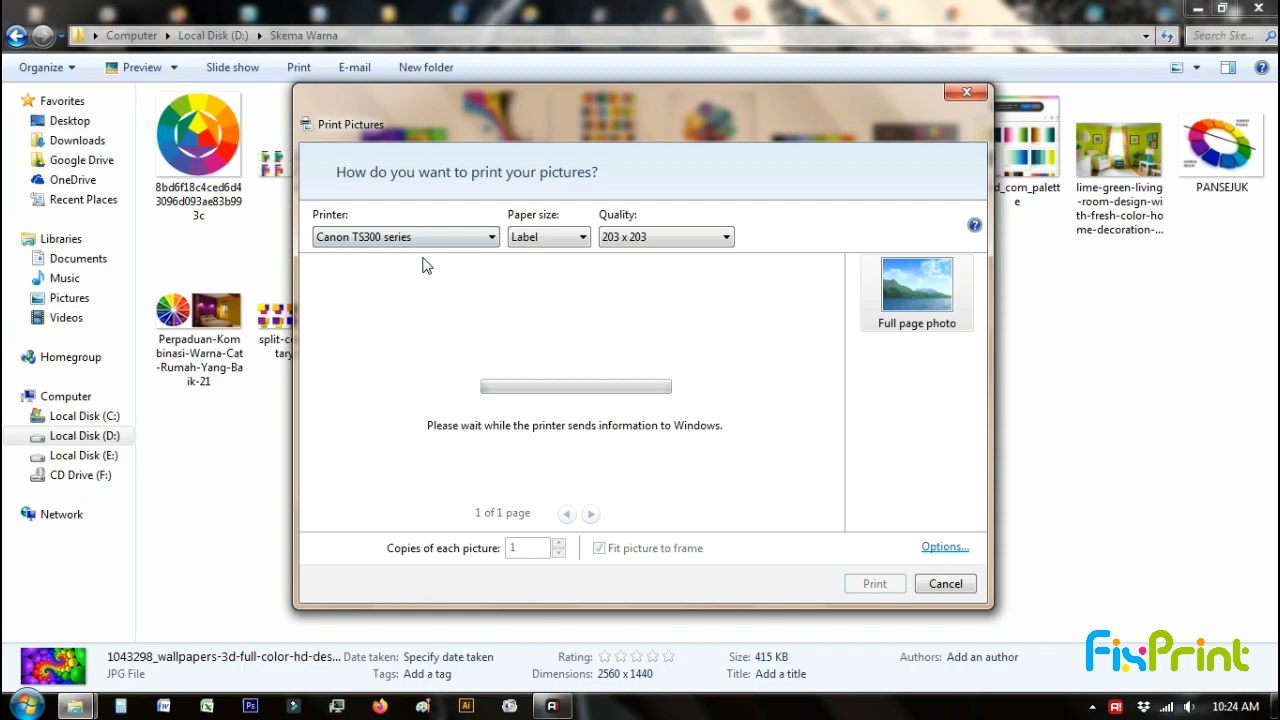 Computer
Local Disk (D:)
Skema Warna
Search Ske...
Organize
Preview
Slide show
Print
E-mail
New folder
Favorites
Desktop
Downloads
Google Drive
OneDrive
Recent Places
Libraries
Documents
Music
Pictures
Videos
Homegroup
Computer
Local Disk (C:)
Local Disk (D:)
Local Disk (E:)
CD Drive (F:)
Network
8bd6f18c4ced6d4
3096d093ae83b99
3c
Perpaduan-Kom
binasi-Warna-Cat
-Rumah-Yang-Ba
ik-21
split-co
tary
Print Pictures
How do you want to print your pictures?
Printer:
Paper size:
Quality:
Canon TS300 series
Label
203 x 203
Full page photo
Please wait while the printer sends information to Windows.
1 of 1 page
Copies of each picture:
1
Fit picture to frame
Options...
Print
Cancel
d_com_palett
e
lime-green-living
-room-design-wi
th-fresh-color-ho
me-decoration-...
PANSEJUK
1043298_wallpapers-3d-full-color-hd-des...
JPG File
Date taken: Specify date taken
Tags: Add a tag
Rating:
Dimensions: 2560 x 1440
Size: 415 KB
Title: Add a title
Authors: Add an author
FixPrint
W
X
Ps
Ai
A!
A!
10:24 AM